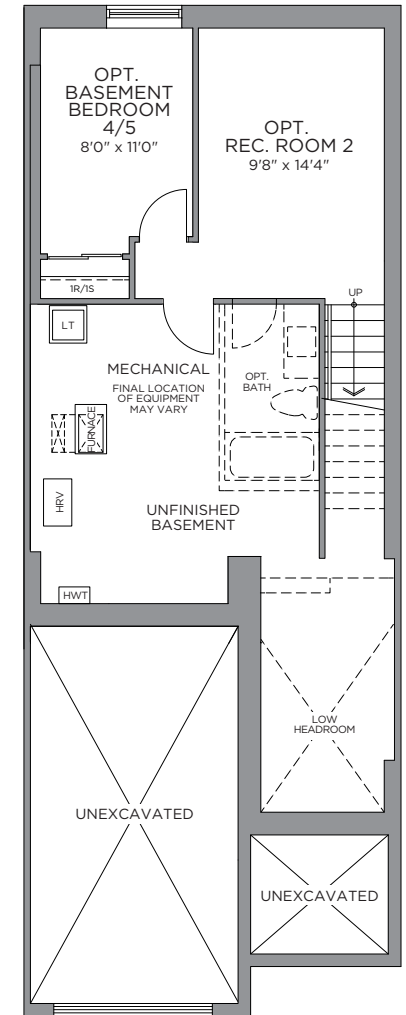 OPT.
BASEMENT
BEDROOM
4/5
8'0" x 11'0"
OPT.
REC. ROOM 2
9'8" x 14'4"
1R/1S
UP
LT
MECHANICAL
FINAL LOCATION
OF EQUIPMENT
MAY VARY
OPT.
BATH
FURNACE
HRV
UNFINISHED
BASEMENT
HWT
LOW
HEADROOM
UNEXCAVATED
UNEXCAVATED